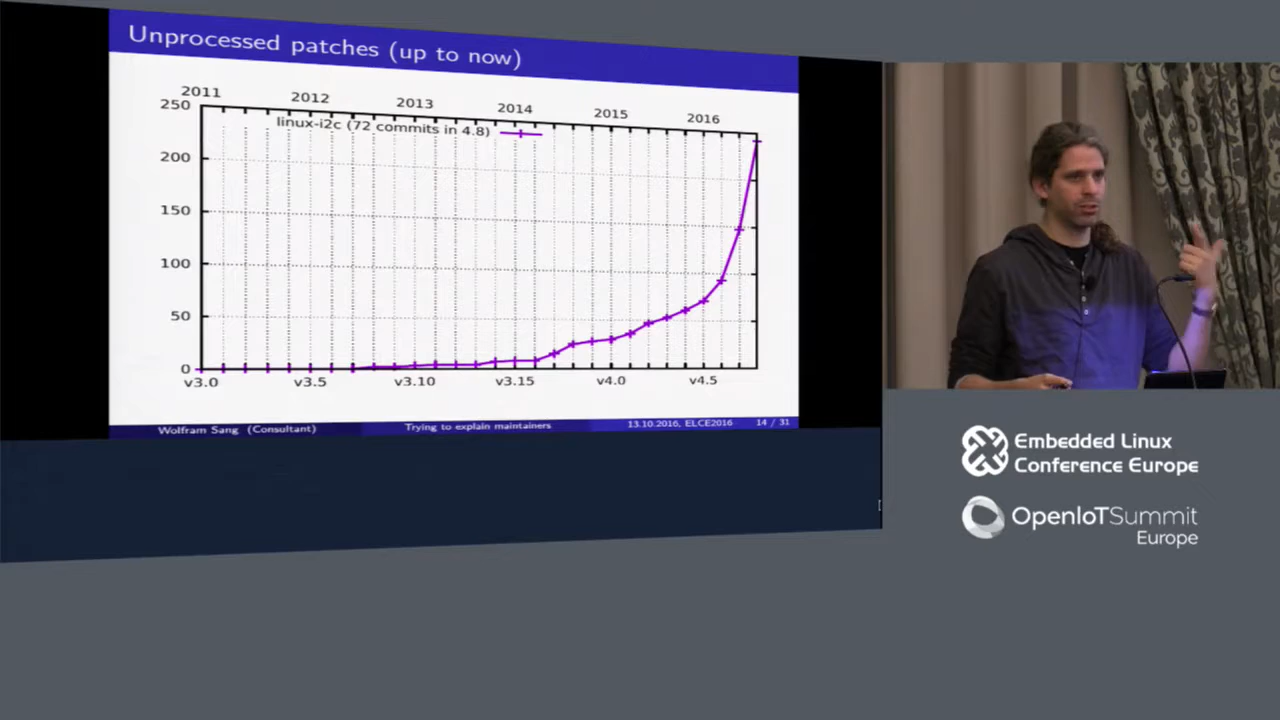 Unprocessed patches (up to now)
2011 2012 2013 2014 2015 2016
250
linux-i2c (72 commits in 4.8)
200
150
100
50
0
v3.0 v3.5 v3.10 v3.15 v4.0 v4.5
Wolfram Sang (Consultant) Trying to explain maintainers 13.10.2016, ELCE2016 14 / 31
Embedded Linux
Conference Europe
OpenIoTSummit
Europe